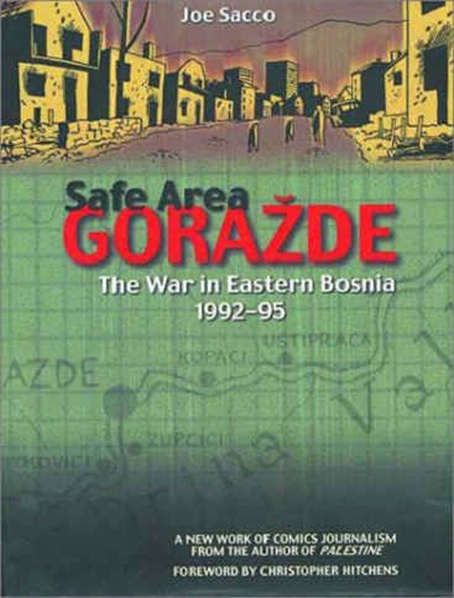 Joe Sacco
Safe Area
GORAŽDE
The War in Eastern Bosnia
1992–95
USTIPRACA
KOPACI
AZDE
ZUPCICI
KOVICI
rina Val
A NEW WORK OF COMICS JOURNALISM
FROM THE AUTHOR OF PALESTINE
FOREWORD BY CHRISTOPHER HITCHENS